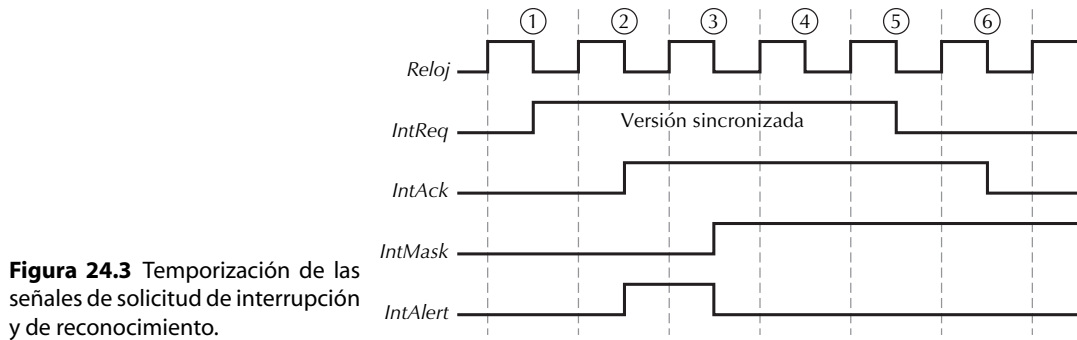 ① ② ③ ④ ⑤ ⑥
Reloj
IntReq
Versión sincronizada
IntAck
IntMask
IntAlert
Figura 24.3 Temporización de las
señales de solicitud de interrupción
y de reconocimiento.